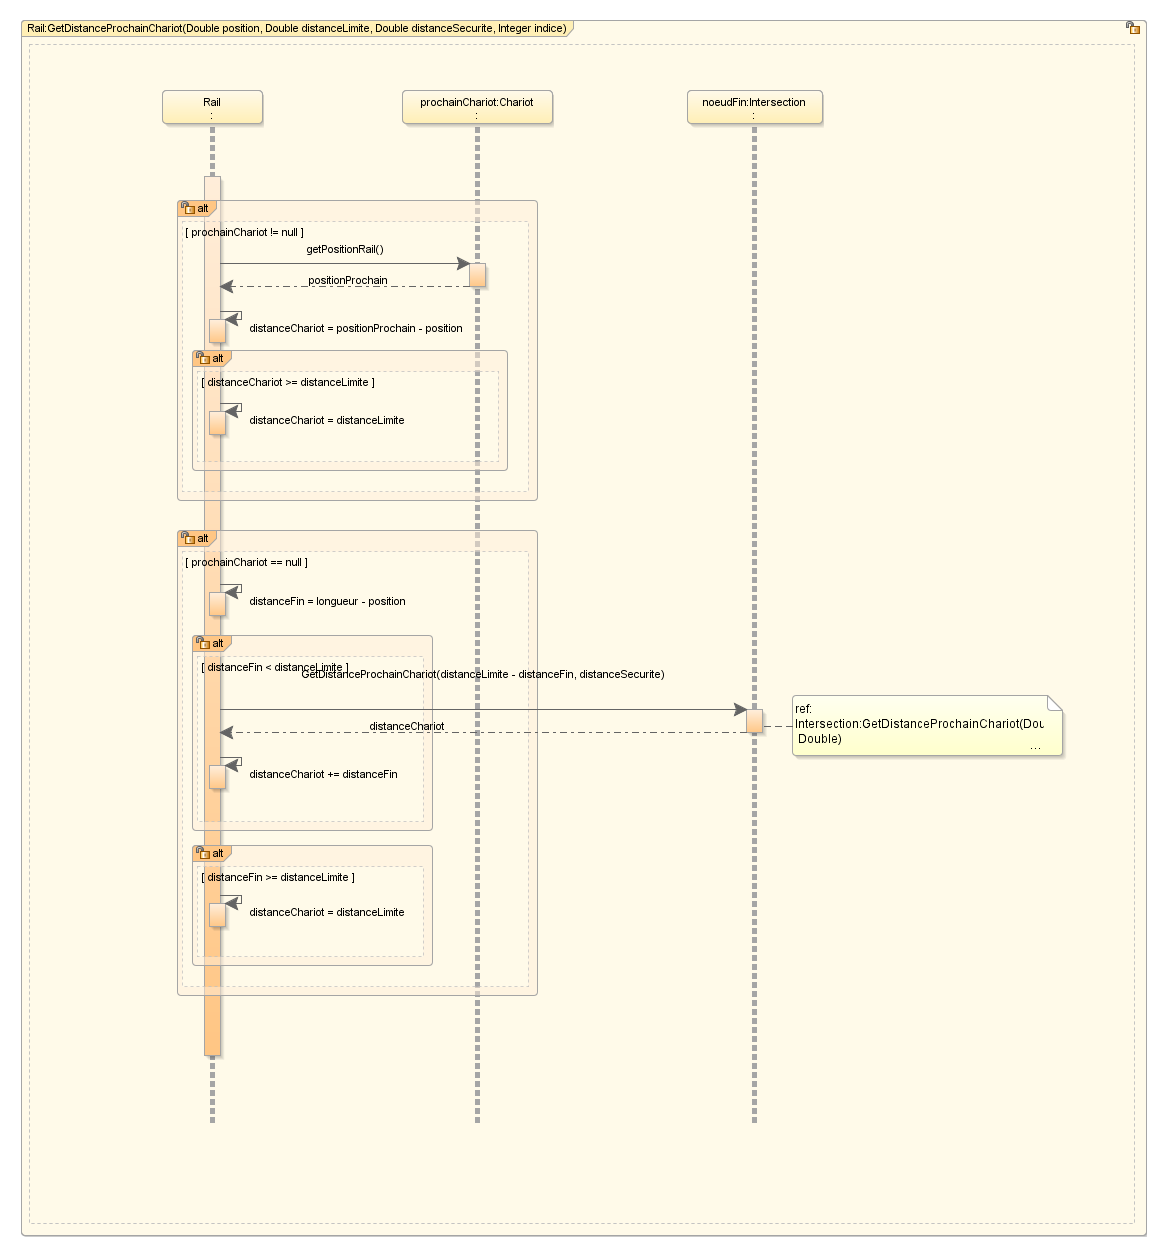 Rail:GetDistanceProchainChariot(Double position, Double distanceLimite, Double distanceSecurite, Integer indice)
Rail
:
prochainChariot:Chariot
:
noeudFin:Intersection
:
alt
[ prochainChariot != null ]
getPositionRail()
positionProchain
distanceChariot = positionProchain - position
alt
[ distanceChariot >= distanceLimite ]
distanceChariot = distanceLimite
alt
[ prochainChariot == null ]
distanceFin = longueur - position
alt
[ distanceFin < distanceLimite ]
GetDistanceProchainChariot(distanceLimite - distanceFin, distanceSecurite)
distanceChariot
ref:
Intersection:GetDistanceProchainChariot(Dou
Double)
...
distanceChariot += distanceFin
alt
[ distanceFin >= distanceLimite ]
distanceChariot = distanceLimite